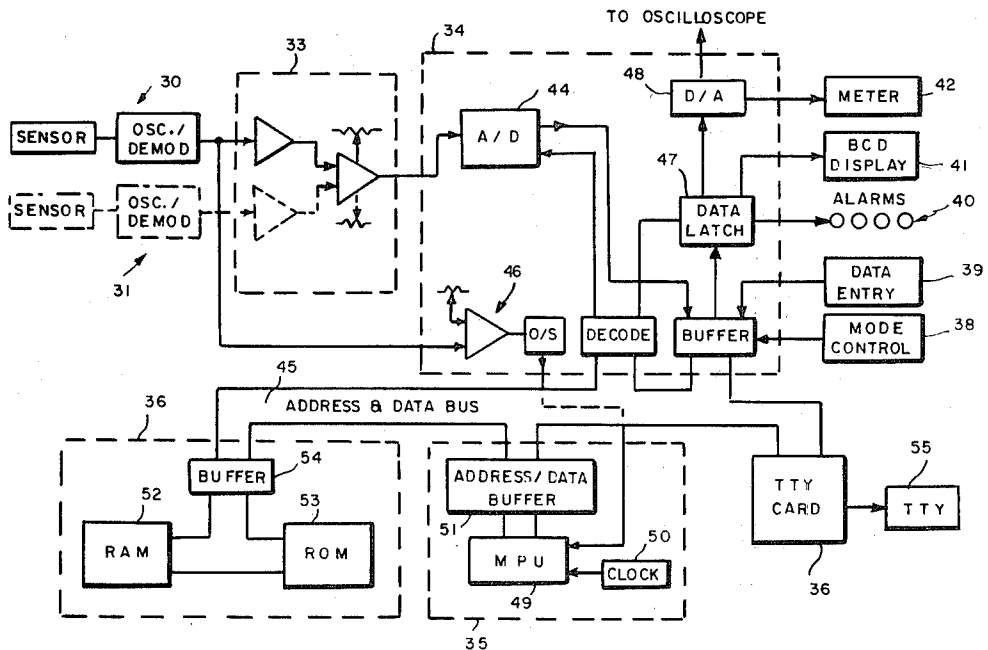 TO OSCILLOSCOPE
33
34
30
48
D/A
METER
42
44
SENSOR
OSC./
DEMOD
A/D
47
BCD
DISPLAY
41
SENSOR
OSC./
DEMOD
DATA
LATCH
ALARMS
40
31
46
DATA
ENTRY
39
O/S
DECODE
BUFFER
MODE
CONTROL
38
45
ADDRESS & DATA BUS
36
BUFFER
54
ADDRESS/DATA
BUFFER
51
TTY
CARD
55
TTY
52
RAM
53
ROM
MPU
49
50
CLOCK
36
35